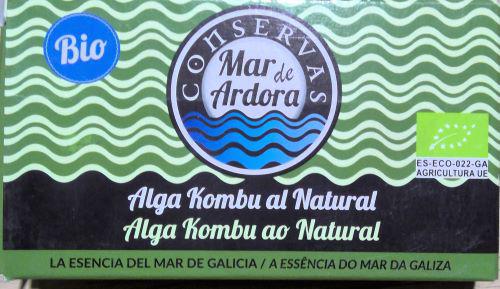 Bio
CONSERVAS
Mar de
Ardora
ES-ECO-022-GA
AGRICULTURA UE
Alga Kombu al Natural
Alga Kombu ao Natural
LA ESENCIA DEL MAR DE GALICIA / A ESSÊNCIA DO MAR DA GALIZA